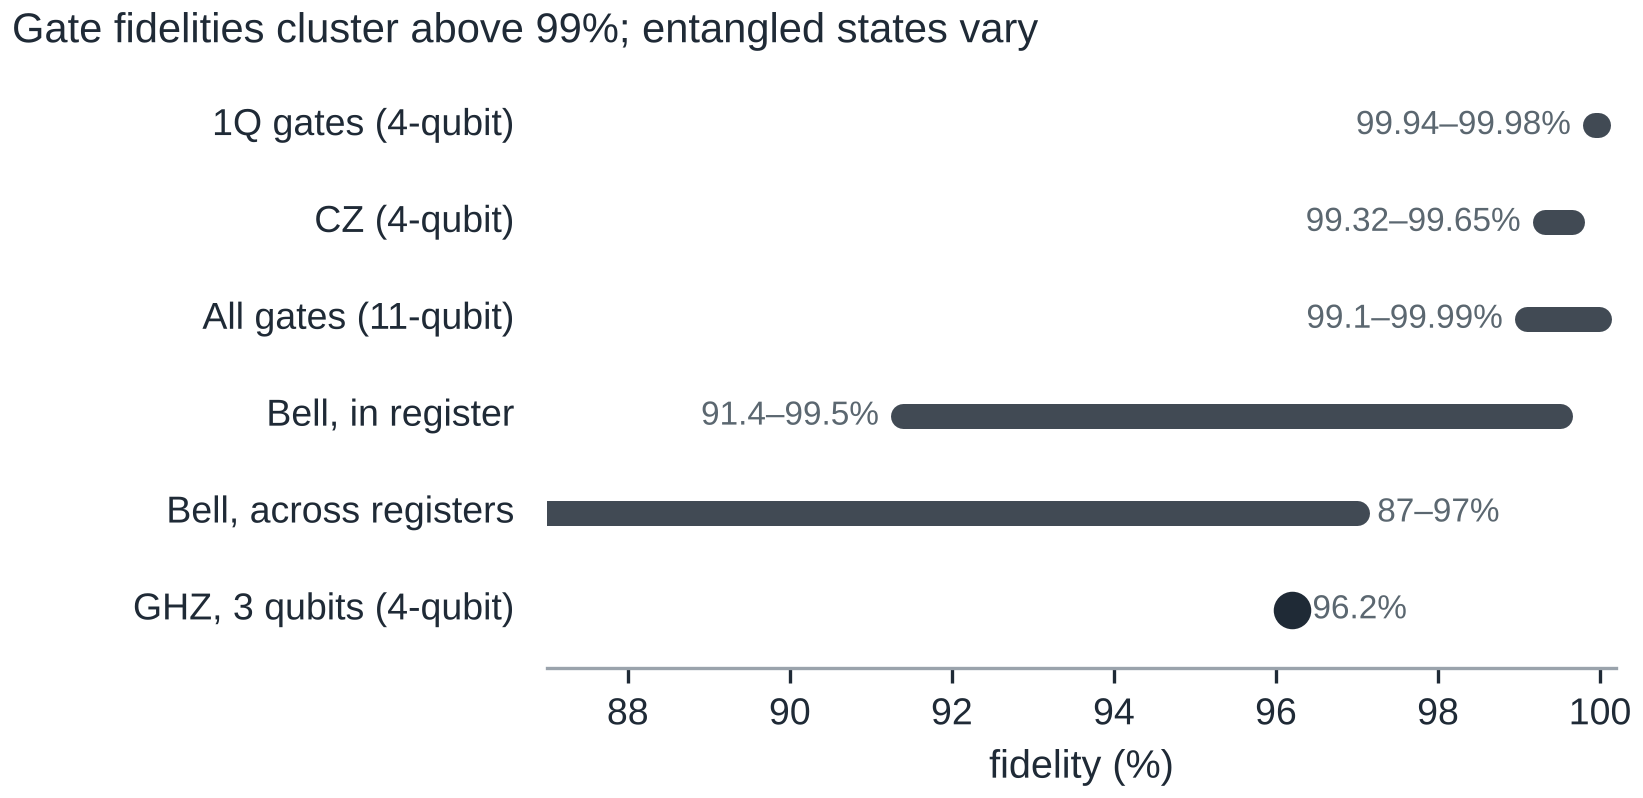 Gate fidelities cluster above 99%; entangled states vary
1Q gates (4-qubit) 99.94–99.98%
CZ (4-qubit) 99.32–99.65%
All gates (11-qubit) 99.1–99.99%
Bell, in register 91.4–99.5%
Bell, across registers 87–97%
GHZ, 3 qubits (4-qubit) 96.2%
88 90 92 94 96 98 100
fidelity (%)